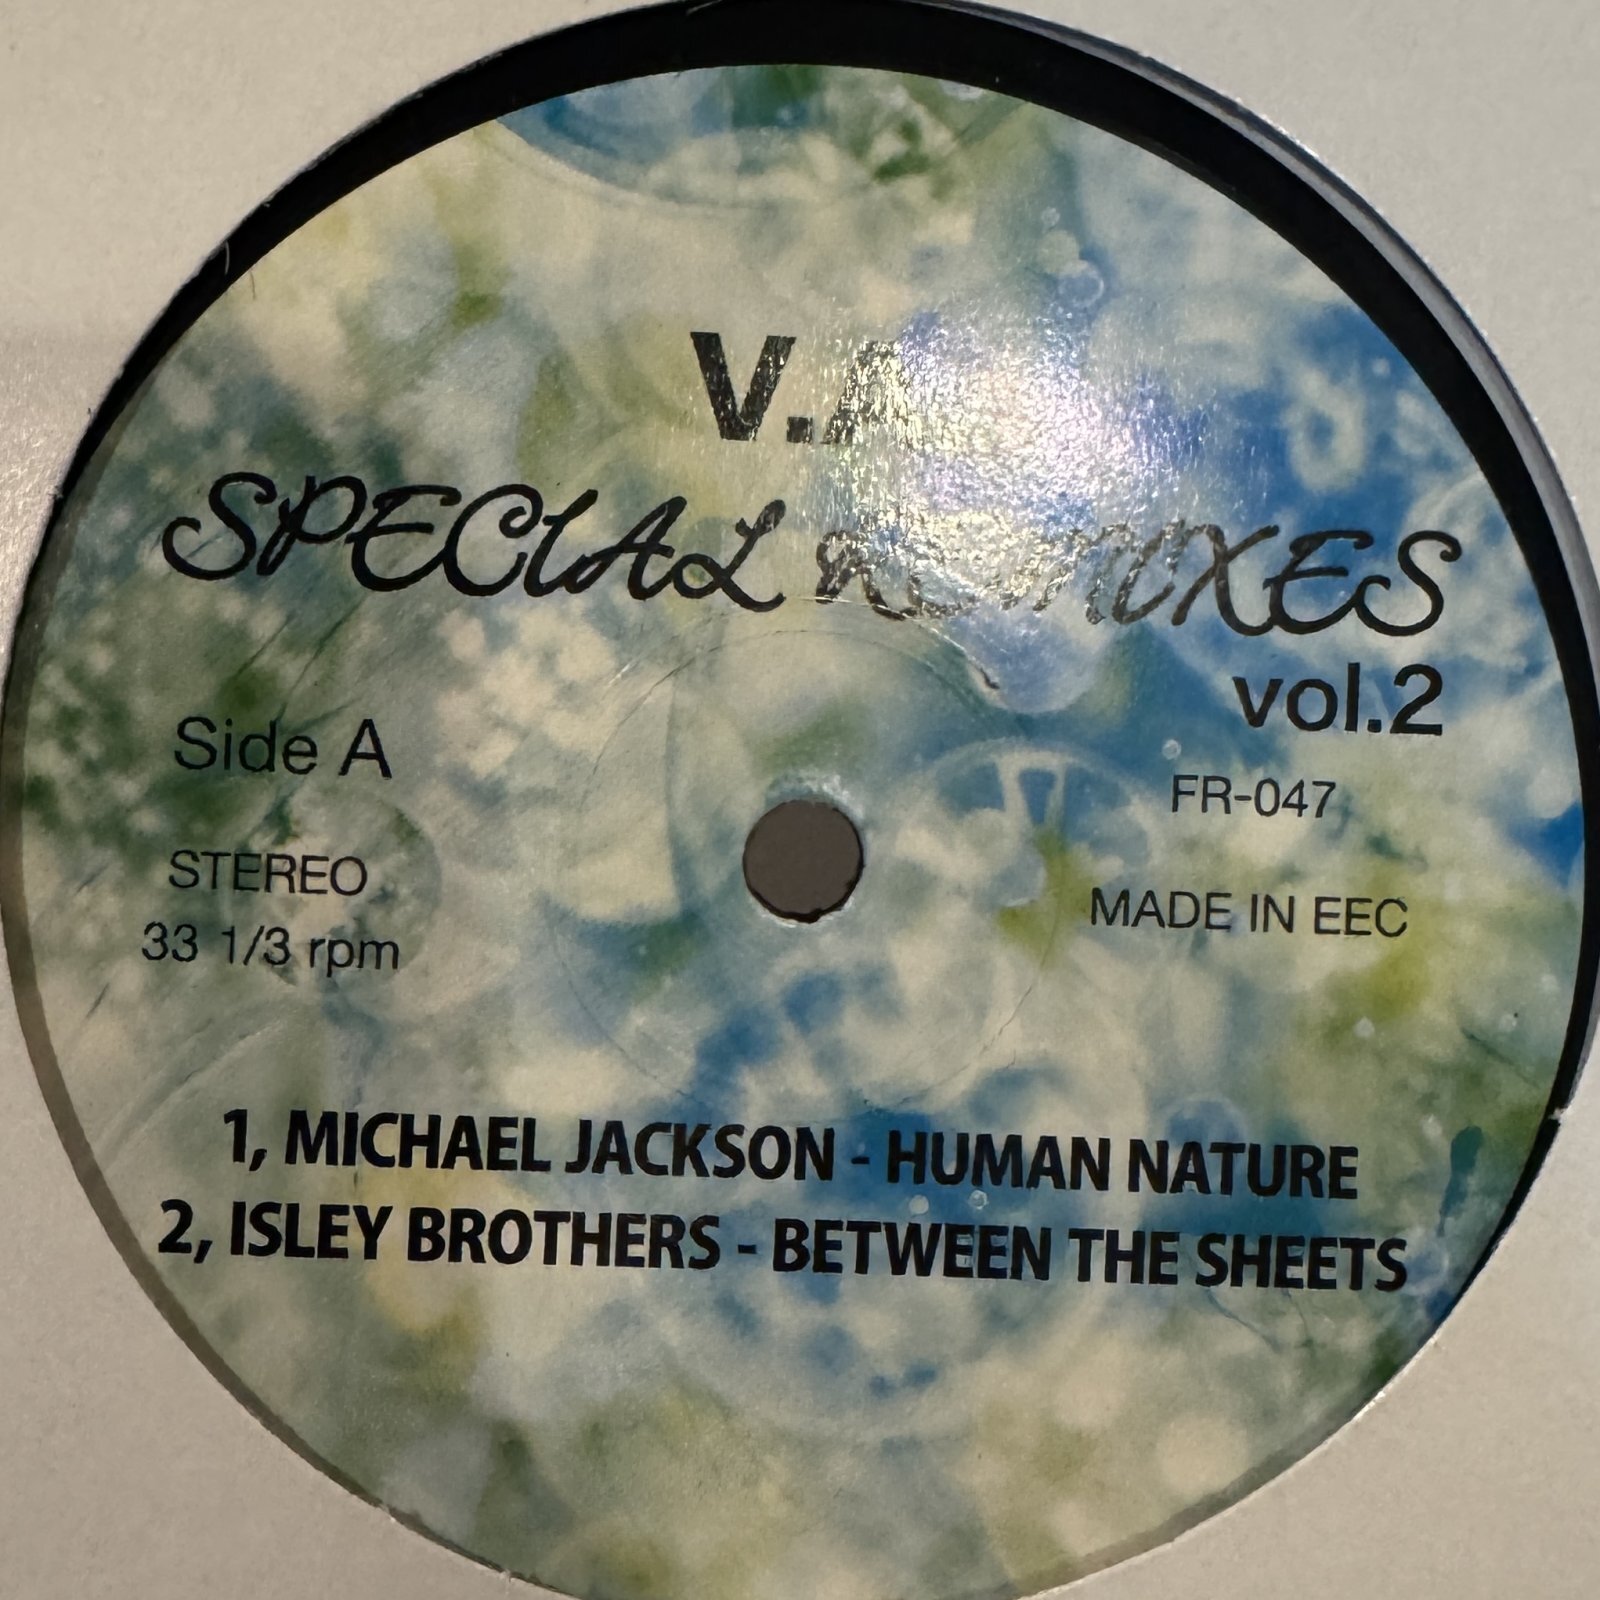 V.A
SPECIAL REMIXES
vol.2
Side A
FR-047
STEREO
MADE IN EEC
33 1/3 rpm
1, MICHAEL JACKSON - HUMAN NATURE
2, ISLEY BROTHERS - BETWEEN THE SHEETS